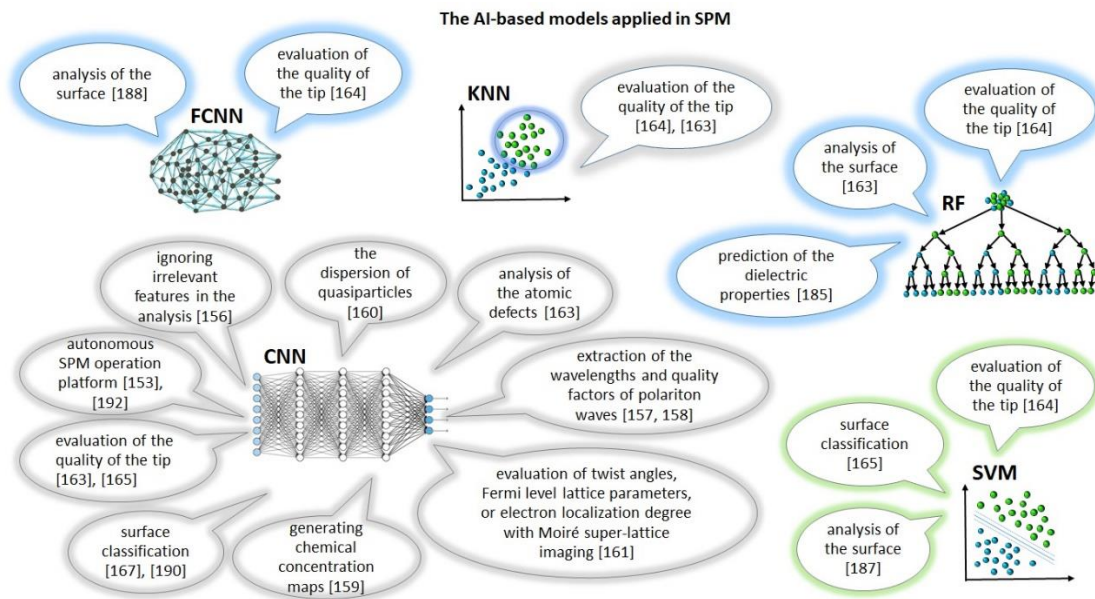 The AI-based models applied in SPM
analysis of the
surface [188]
evaluation of
the quality of
the tip [164]
FCNN
KNN
evaluation of the
quality of the tip
[164], [163]
evaluation of
the quality of
the tip [164]
analysis of
the surface
[163]
RF
prediction of the
dielectric
properties [185]
ignoring
irrelevant
features in the
analysis [156]
the
dispersion of
quasiparticles
[160]
analysis of
the atomic
defects [163]
CNN
autonomous
SPM operation
platform [153],
[192]
extraction of the
wavelengths and quality
factors of polariton
waves [157, 158]
evaluation of the
quality of the tip
[163], [165]
evaluation of twist angles,
Fermi level lattice parameters,
or electron localization degree
with Moiré super-lattice
imaging [161]
surface
classification
[167], [190]
generating
chemical
concentration
maps [159]
evaluation of
the quality of
the tip [164]
surface
classification
[165]
SVM
analysis of
the surface
[187]